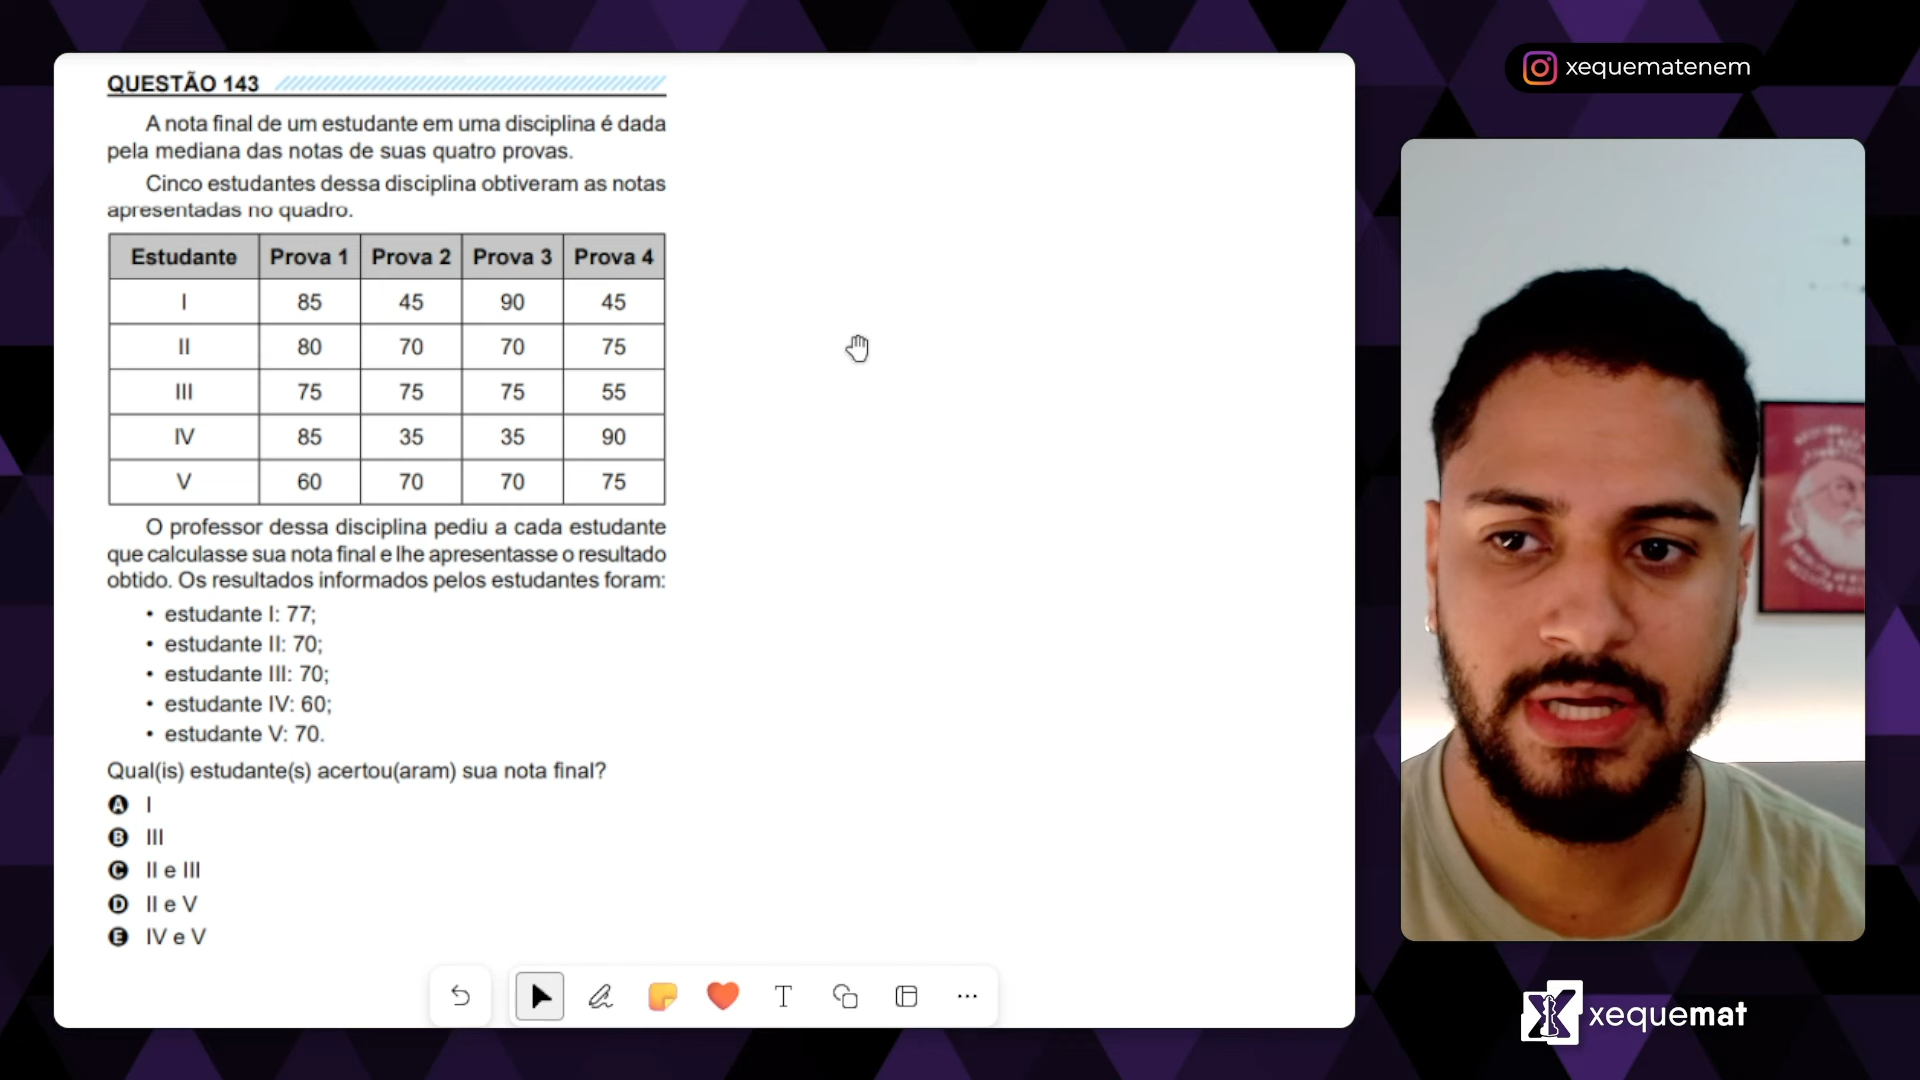 QUESTÃO 143
A nota final de um estudante em uma disciplina é dada
pela mediana das notas de suas quatro provas.
Cinco estudantes dessa disciplina obtiveram as notas
apresentadas no quadro.
Estudante Prova 1 Prova 2 Prova 3 Prova 4
I 85 45 90 45
II 80 70 70 75
III 75 75 75 55
IV 85 35 35 90
V 60 70 70 75
O professor dessa disciplina pediu a cada estudante
que calculasse sua nota final e lhe apresentasse o resultado
obtido. Os resultados informados pelos estudantes foram:
• estudante I: 77;
• estudante II: 70;
• estudante III: 70;
• estudante IV: 60;
• estudante V: 70.
Qual(is) estudante(s) acertou(aram) sua nota final?
A I
B III
C II e III
D II e V
E IV e V
T
xequematenem
xequemat